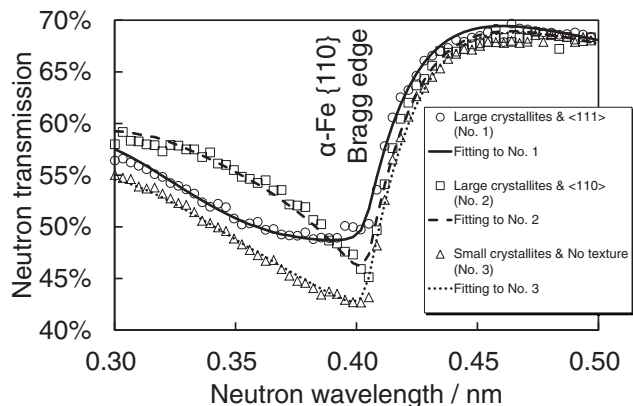 70%
65%
60%
55%
50%
45%
40%
Neutron transmission
α-Fe {110}
Bragg edge
Large crystallites & <111>
(No. 1)
Fitting to No. 1
Large crystallites & <110>
(No. 2)
Fitting to No. 2
Small crystallites & No texture
(No. 3)
Fitting to No. 3
0.30 0.35 0.40 0.45 0.50
Neutron wavelength / nm